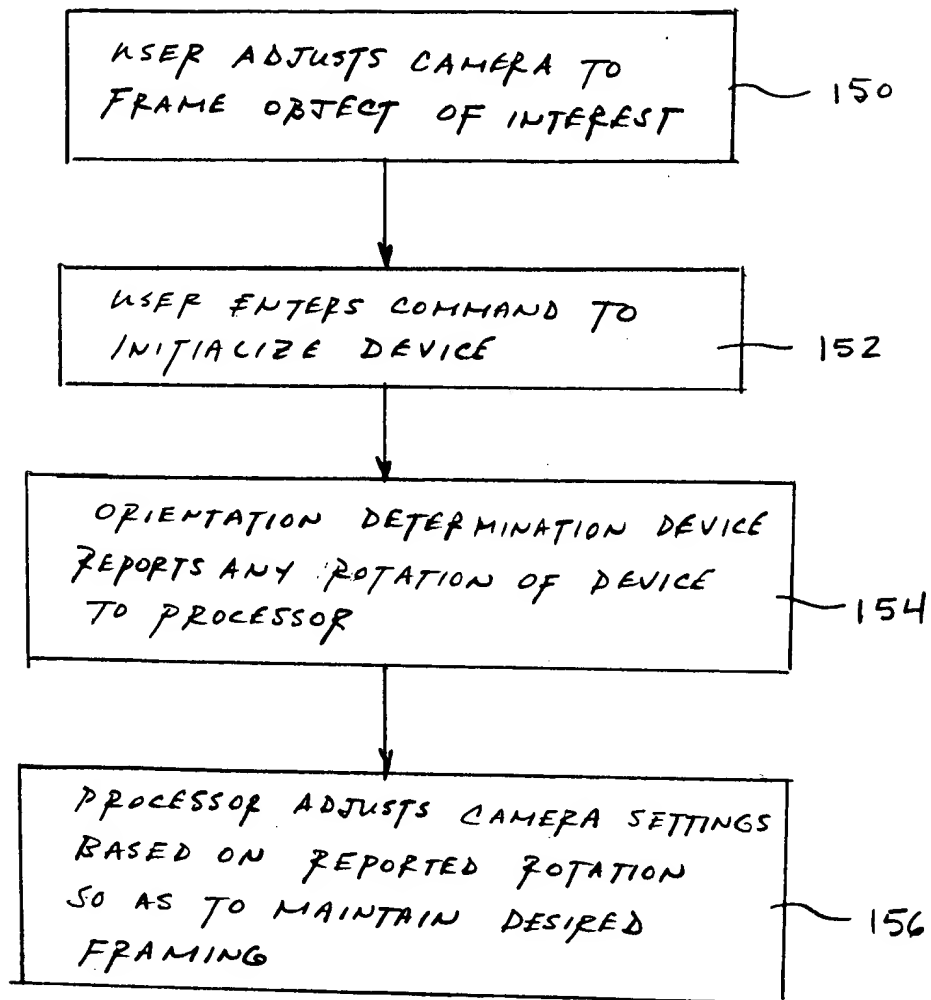 USER ADJUSTS CAMERA TO
FRAME OBJECT OF INTEREST
150
USER ENTERS COMMAND TO
INITIALIZE DEVICE
152
ORIENTATION DETERMINATION DEVICE
REPORTS ANY ROTATION OF DEVICE
TO PROCESSOR
154
PROCESSOR ADJUSTS CAMERA SETTINGS
BASED ON REPORTED ROTATION
SO AS TO MAINTAIN DESIRED
FRAMING
156